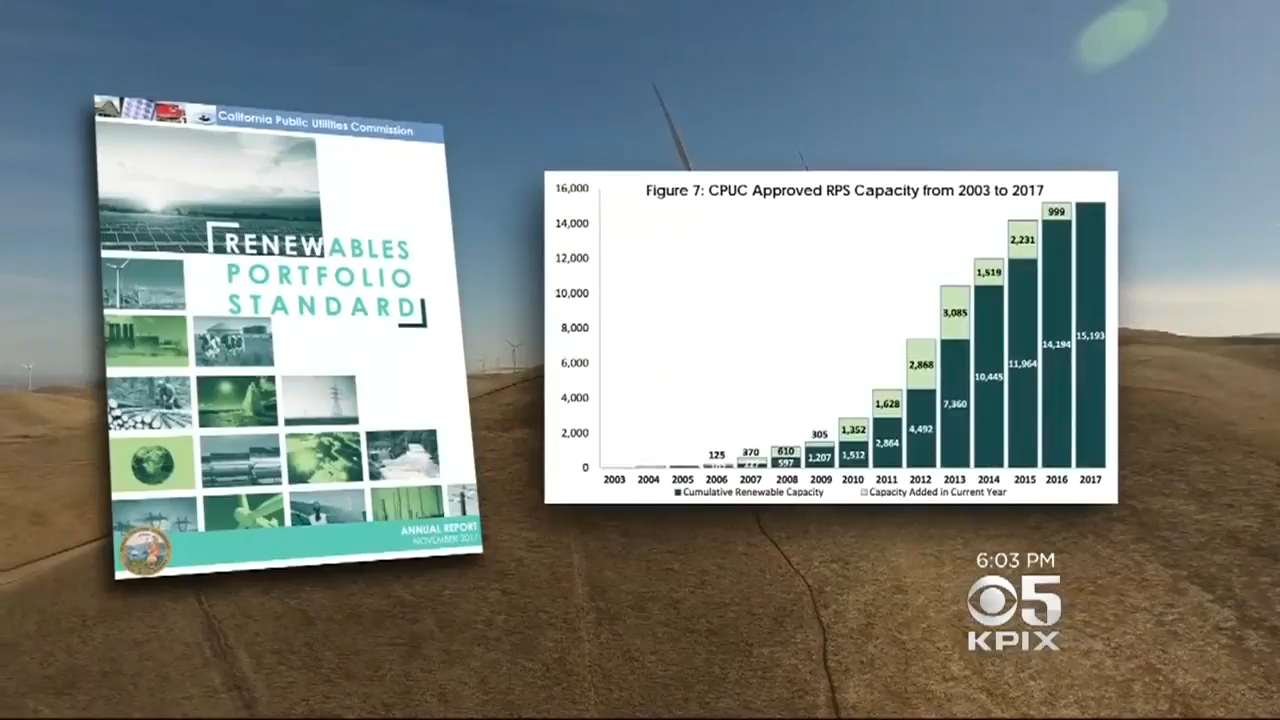 California Public Utilities Commission
RENEWABLES
PORTFOLIO
STANDARD
ANNUAL REPORT
NOVEMBER 2017
Figure 7: CPUC Approved RPS Capacity from 2003 to 2017
16,000
14,000
12,000
10,000
8,000
6,000
4,000
2,000
0
125
370
610
597
305
1,207
1,352
1,512
1,628
2,864
2,868
4,492
3,085
7,360
1,519
10,445
2,231
11,964
999
14,194
15,193
2003 2004 2005 2006 2007 2008 2009 2010 2011 2012 2013 2014 2015 2016 2017
Cumulative Renewable Capacity Capacity Added in Current Year
6:03 PM
5
KPIX